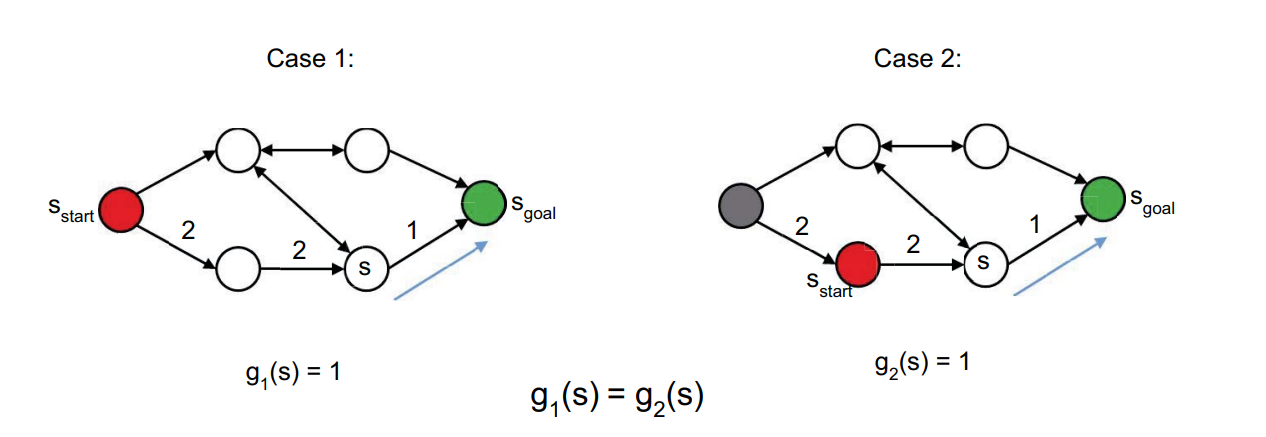 Case 1:
Case 2:
s_start
2
2
s
1
s_goal
2
s_start
2
s
1
s_goal
g_1(s) = 1
g_2(s) = 1
g_1(s) = g_2(s)